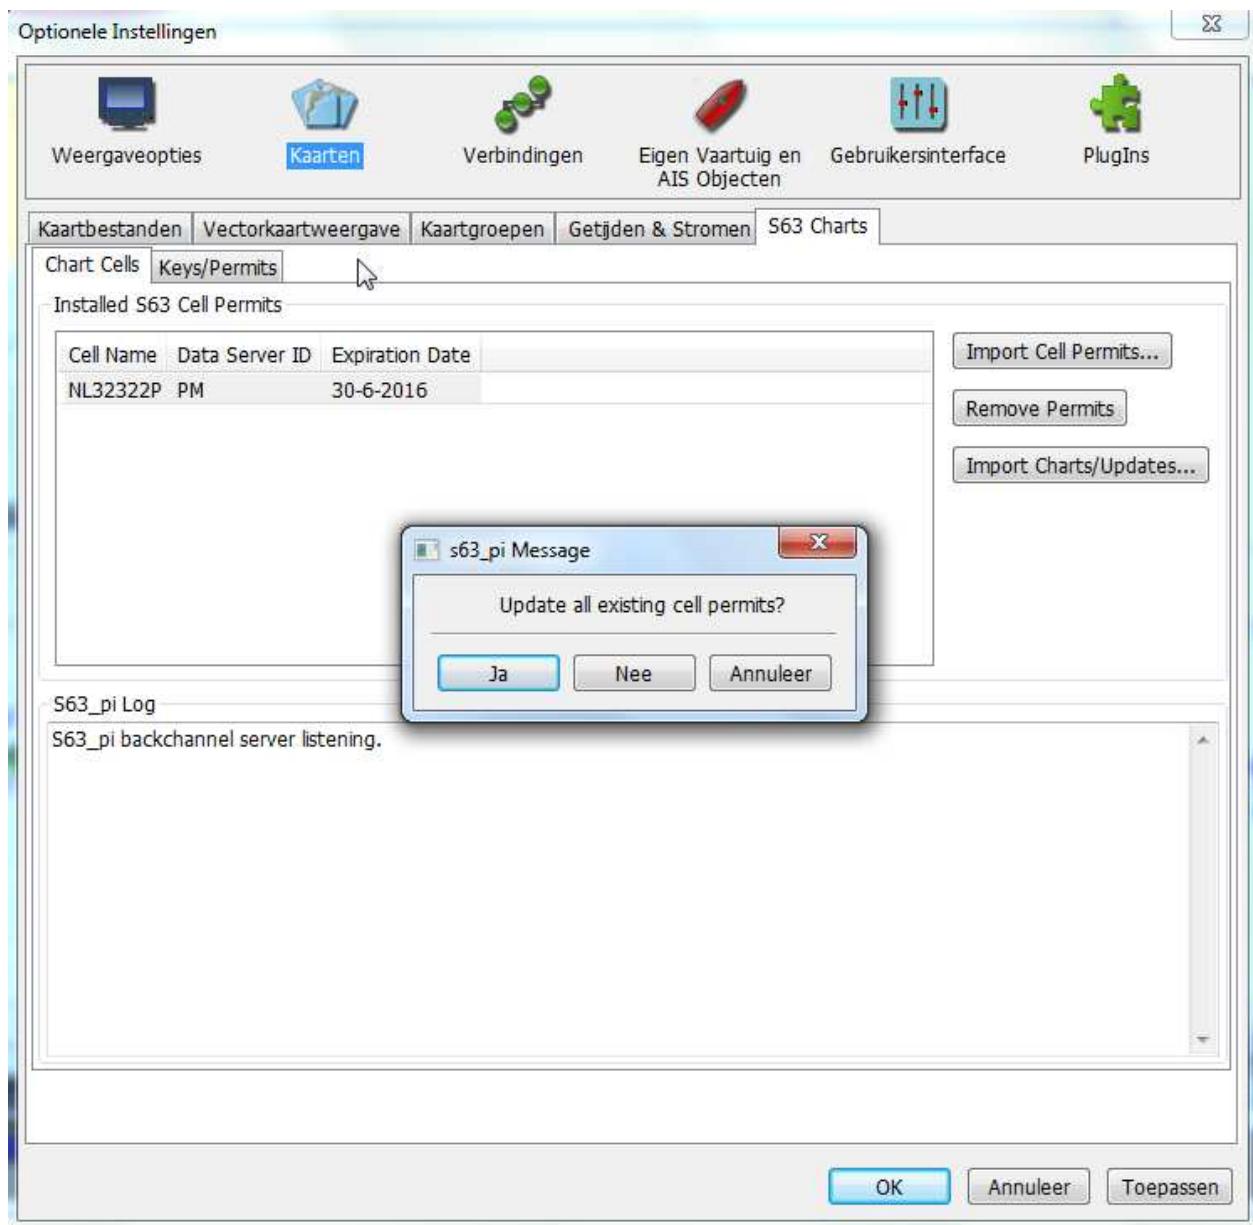 Optionele Instellingen
Weergaveopties
Kaarten
Verbindingen
Eigen Vaartuig en
AIS Objecten
Gebruikersinterface
PlugIns
Kaartbestanden
Vectorkaartweergave
Kaartgroepen
Getijden & Stromen
S63 Charts
Chart Cells
Keys/Permits
Installed S63 Cell Permits
Cell Name Data Server ID Expiration Date
NL32322P PM 30-6-2016
Import Cell Permits...
Remove Permits
Import Charts/Updates...
s63_pi Message
Update all existing cell permits?
Ja
Nee
Annuleer
S63_pi Log
S63_pi backchannel server listening.
OK
Annuleer
Toepassen